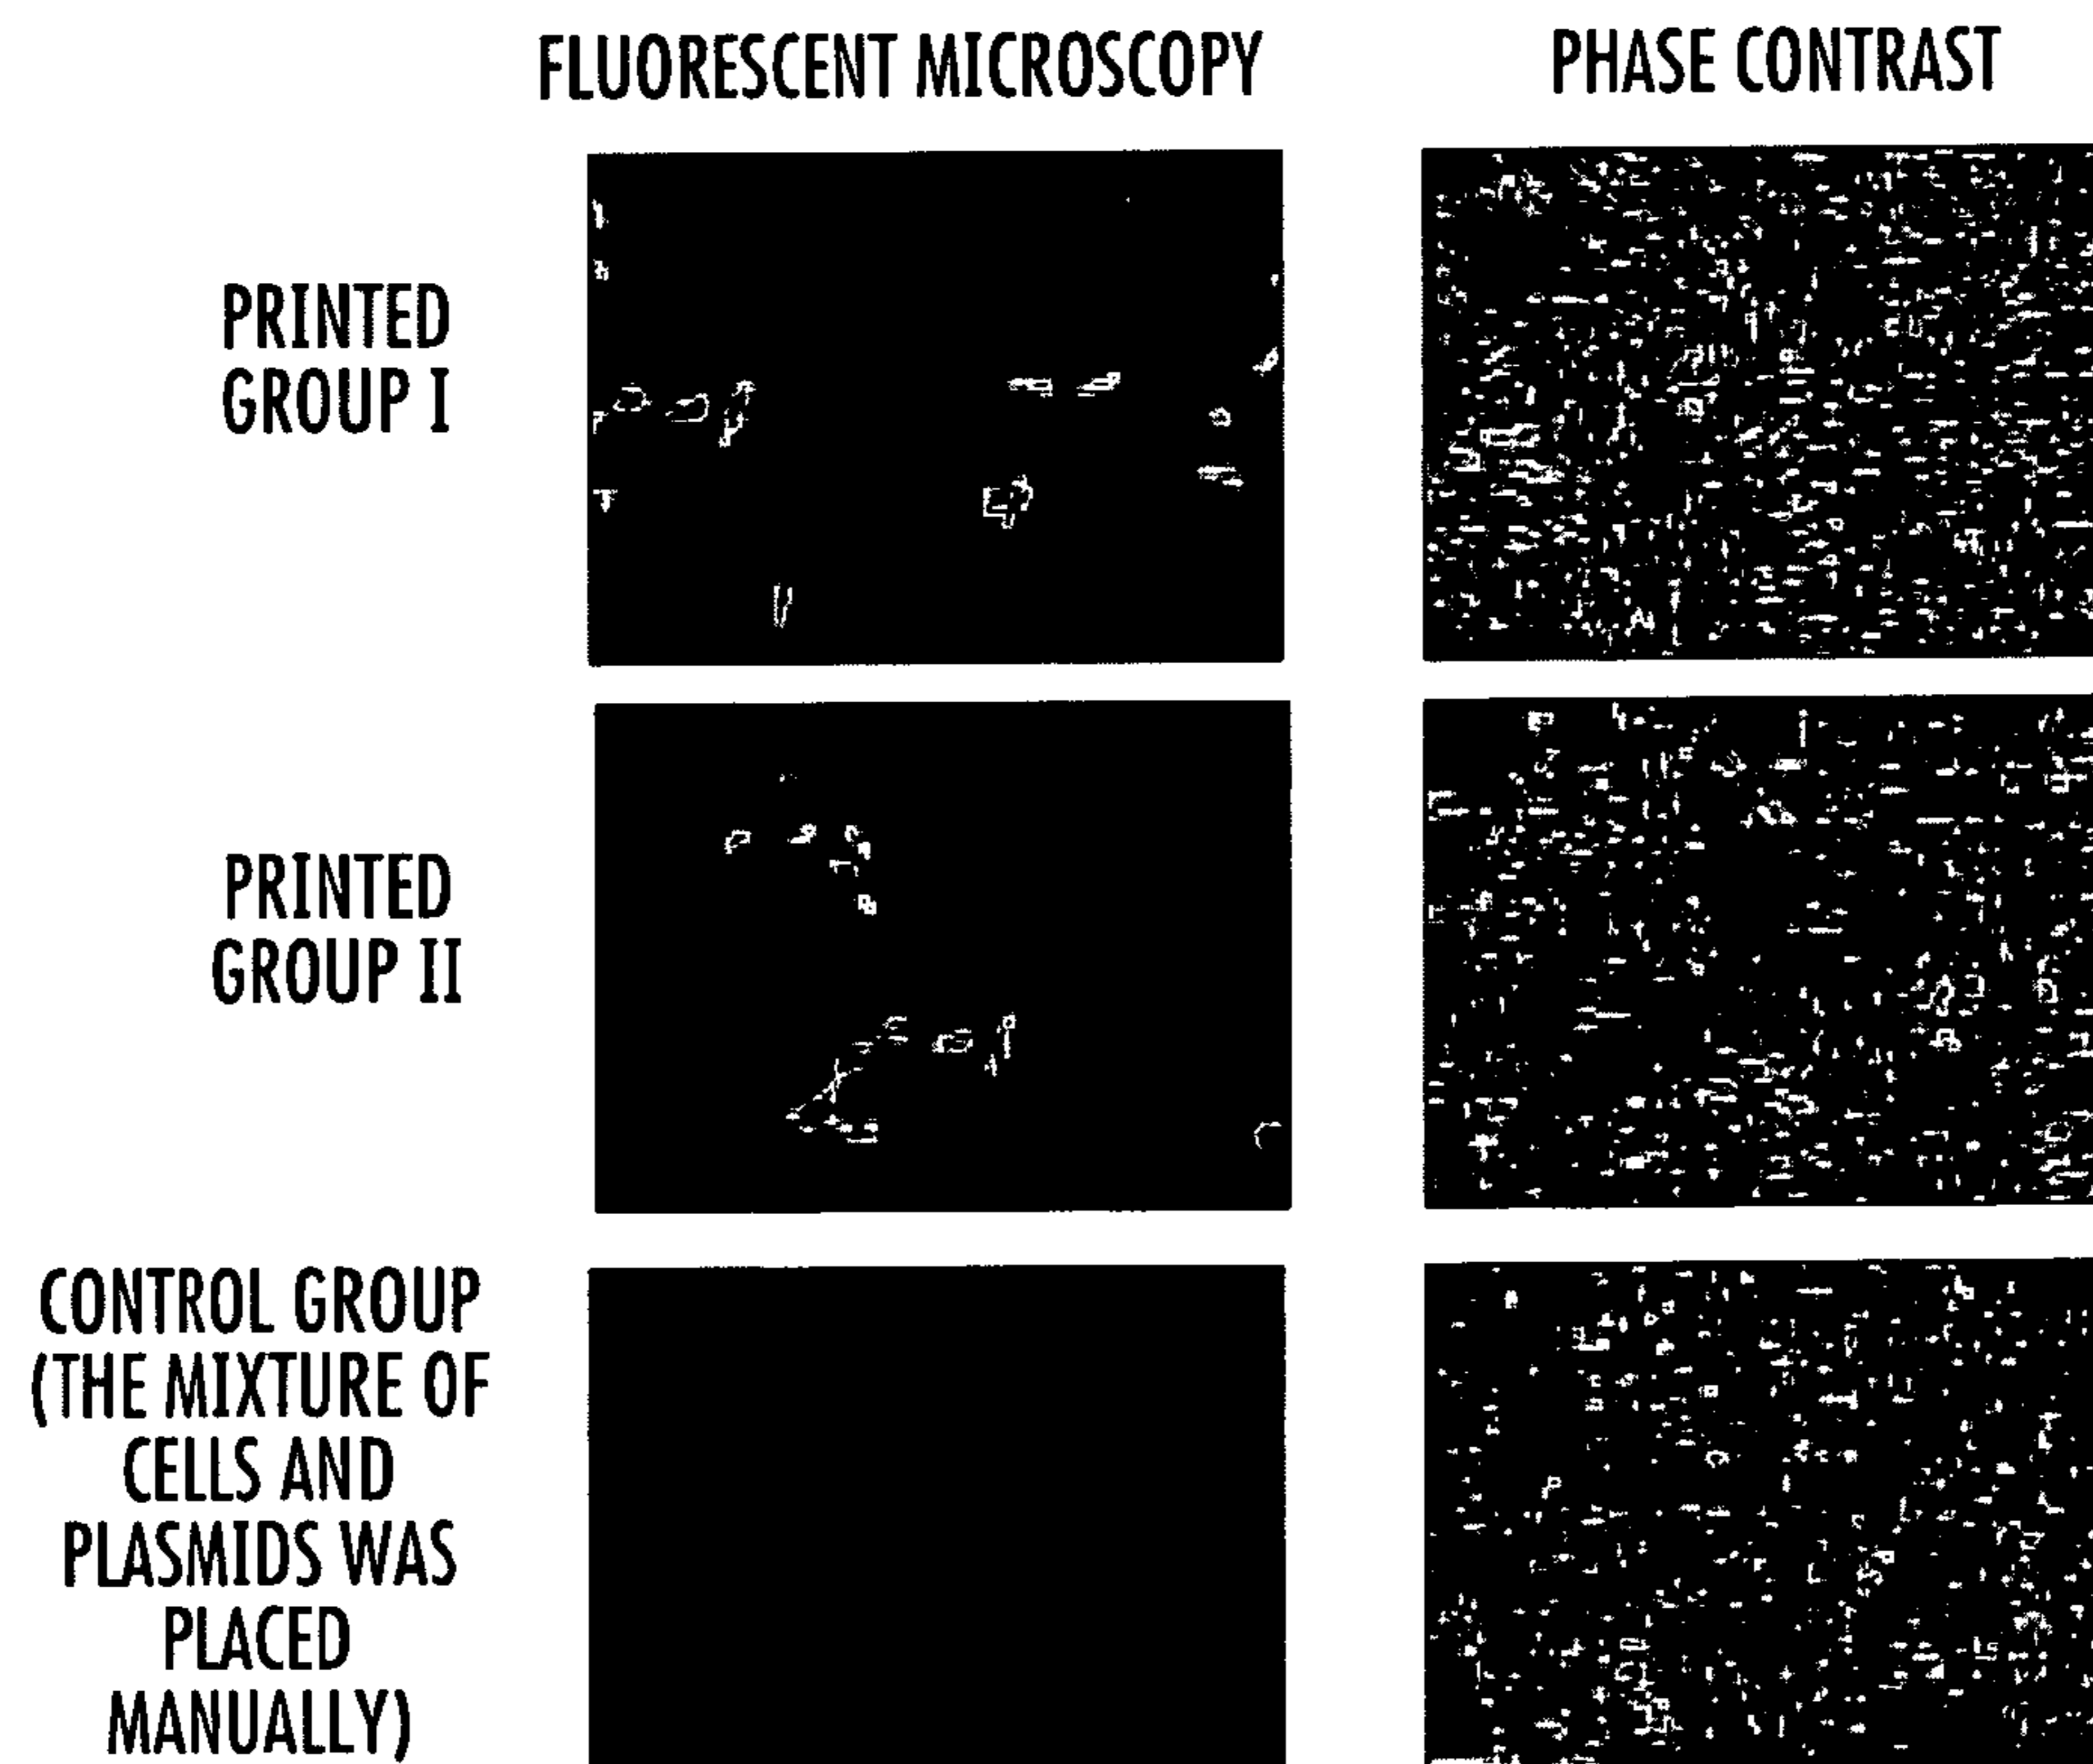 FLUORESCENT MICROSCOPY
PHASE CONTRAST
PRINTED
GROUP I
PRINTED
GROUP II
CONTROL GROUP
(THE MIXTURE OF
CELLS AND
PLASMIDS WAS
PLACED
MANUALLY)